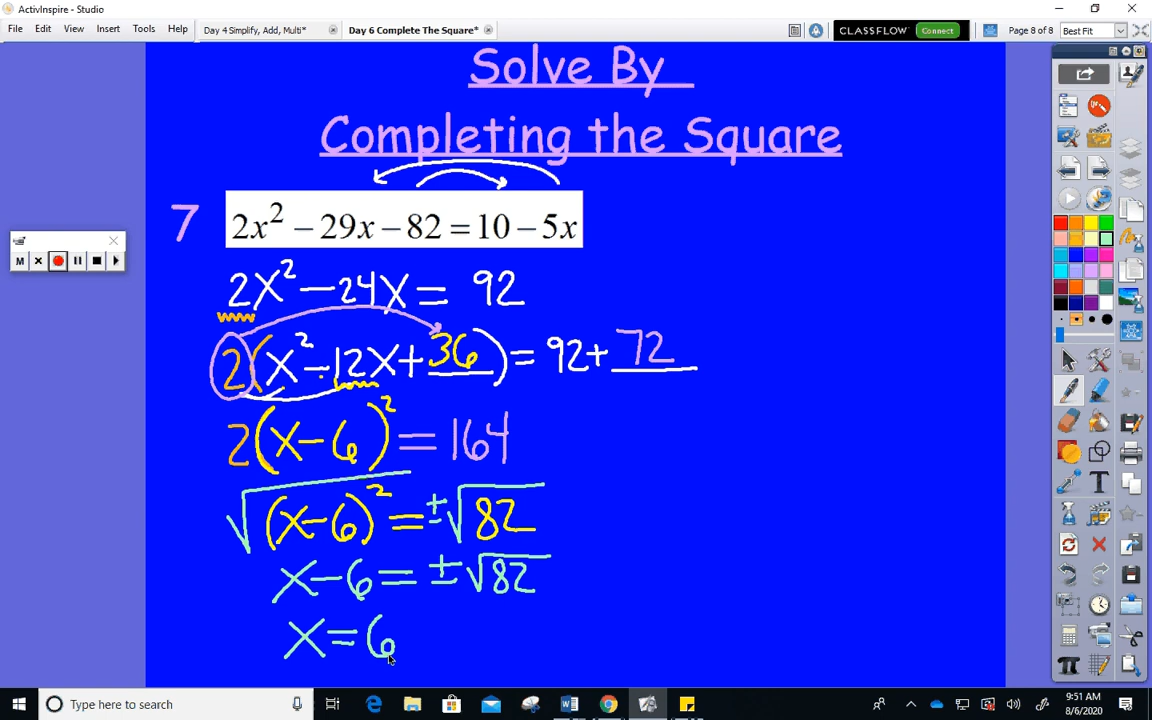 ActivInspire - Studio
File Edit View Insert Tools Help
Day 4 Simplify, Add, Multi*
Day 6 Complete The Square*
CLASSFLOW Connect
Page 8 of 8
Best Fit
Solve By
Completing the Square
7
2x² − 29x − 82 = 10 − 5x
M
2x² − 24x = 92
2(x² − 12x + 36) = 92 + 72
2(x − 6)² = 164
√(x − 6)² = ±√82
x − 6 = ±√82
x = 6
T
Type here to search
9:51 AM
8/6/2020